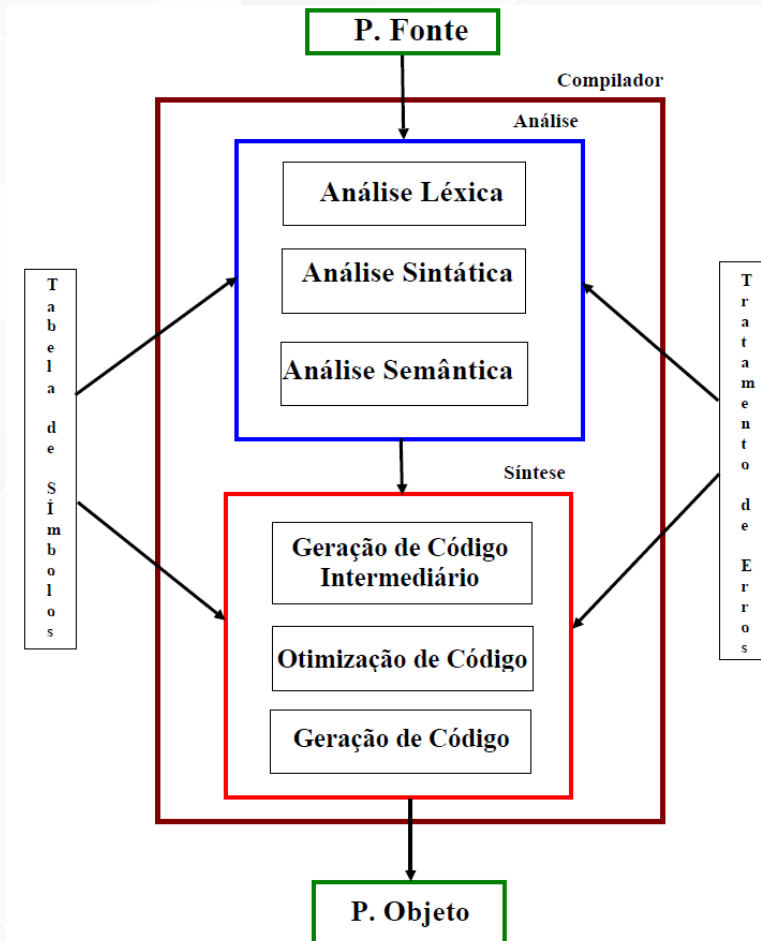 P. Fonte
Compilador
Análise
Análise Léxica
Análise Sintática
Análise Semântica
Tabela de SÍmbolos
Tratamento de Erros
Síntese
Geração de Código
Intermediário
Otimização de Código
Geração de Código
P. Objeto